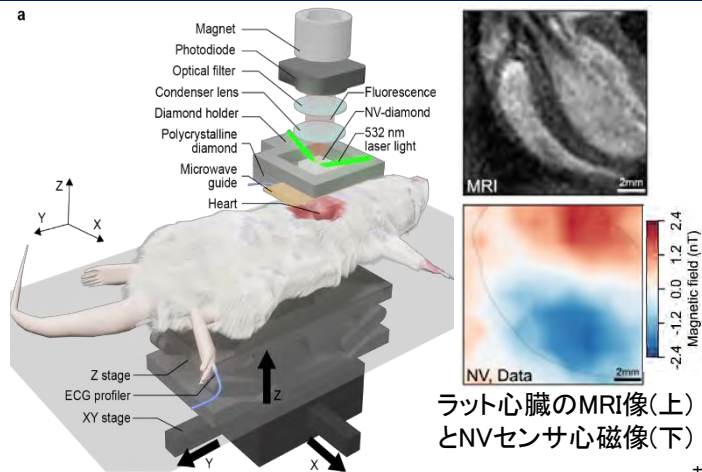 a
Magnet
Photodiode
Optical filter
Condenser lens
Diamond holder
Polycrystalline
diamond
Microwave
guide
Heart
Fluorescence
NV-diamond
532 nm
laser light
Z
Y
X
Z stage
ECG profiler
XY stage
Z
Y
X
MRI
2mm
NV, Data
2mm
2.4
1.2
0.0
-1.2
-2.4
Magnetic field (nT)
ラット心臓のMRI像(上)
とNVセンサ心磁像(下)